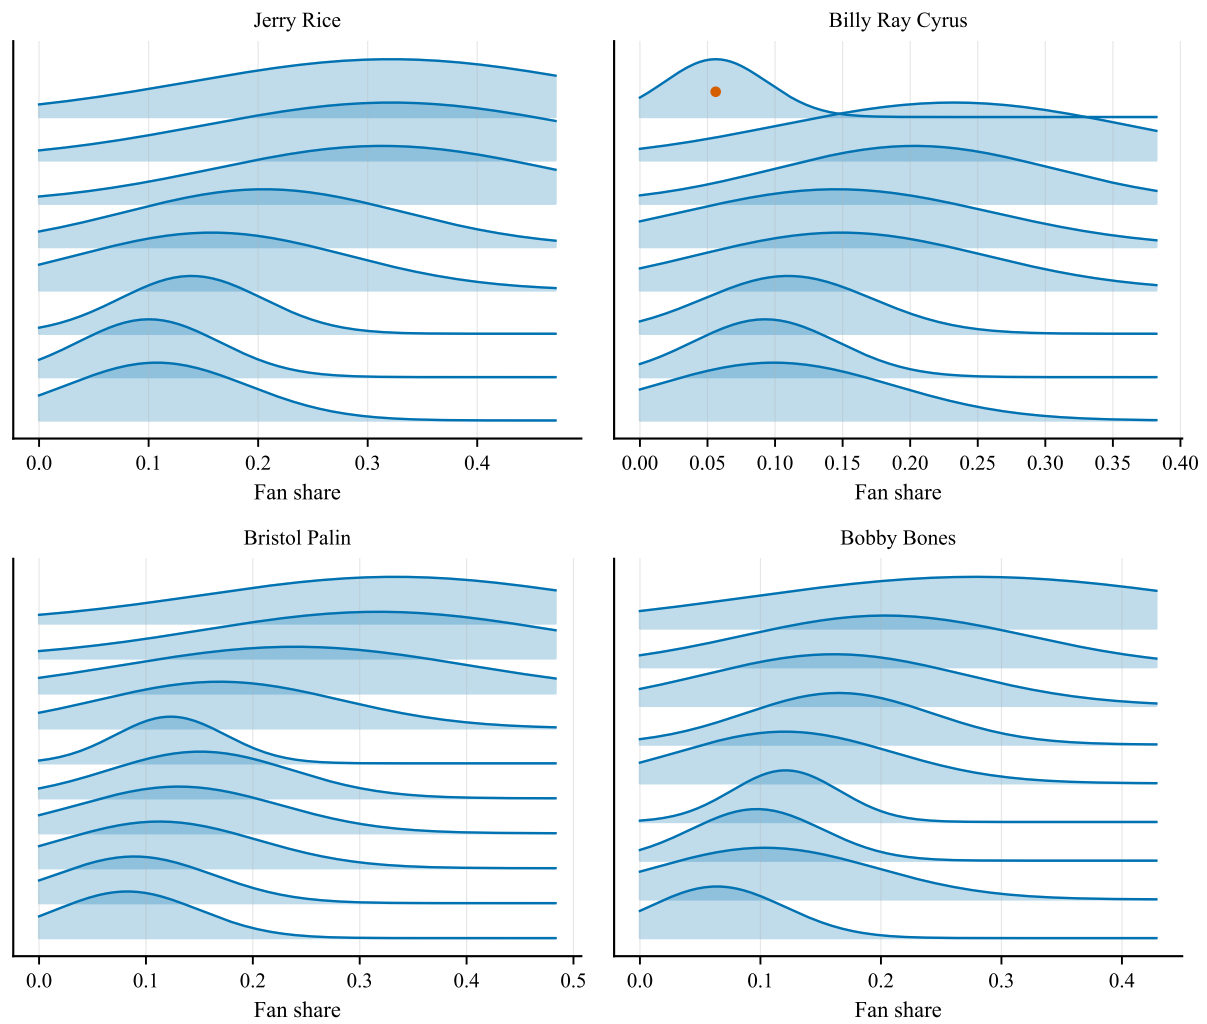 Jerry Rice
0.0 0.1 0.2 0.3 0.4
Fan share
Billy Ray Cyrus
0.00 0.05 0.10 0.15 0.20 0.25 0.30 0.35 0.40
Fan share
Bristol Palin
0.0 0.1 0.2 0.3 0.4 0.5
Fan share
Bobby Bones
0.0 0.1 0.2 0.3 0.4
Fan share